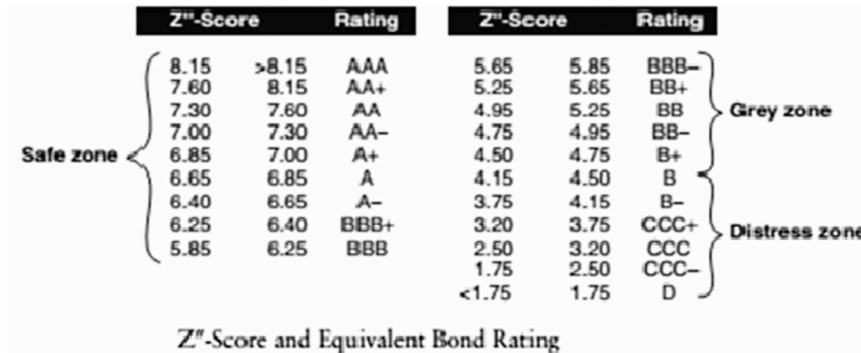 Z"-Score Rating Z"-Score Rating
8.15 >8.15 AAA 5.65 5.85 BBB–
7.60 8.15 AA+ 5.25 5.65 BB+
7.30 7.60 AA 4.95 5.25 BB
7.00 7.30 AA– 4.75 4.95 BB–
6.85 7.00 A+ 4.50 4.75 B+
6.65 6.85 A 4.15 4.50 B
6.40 6.65 A– 3.75 4.15 B–
6.25 6.40 BBB+ 3.20 3.75 CCC+
5.85 6.25 BBB 2.50 3.20 CCC
1.75 2.50 CCC–
<1.75 1.75 D
Safe zone
Grey zone
Distress zone
Z"-Score and Equivalent Bond Rating